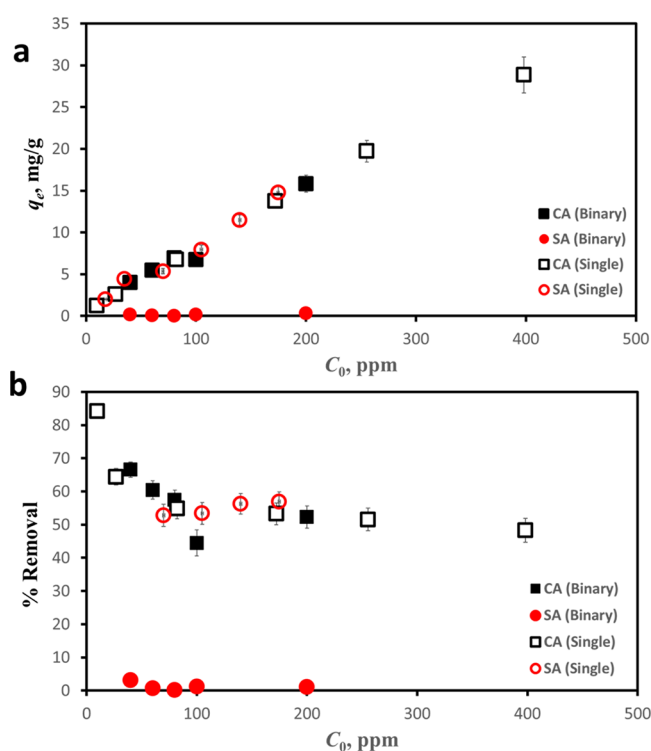 a
35
30
25
20
15
10
5
0
qe, mg/g
CA (Binary)
SA (Binary)
CA (Single)
SA (Single)
0 100 200 300 400 500
C0, ppm
b
90
80
70
60
50
40
30
20
10
0
% Removal
CA (Binary)
SA (Binary)
CA (Single)
SA (Single)
0 100 200 300 400 500
C0, ppm